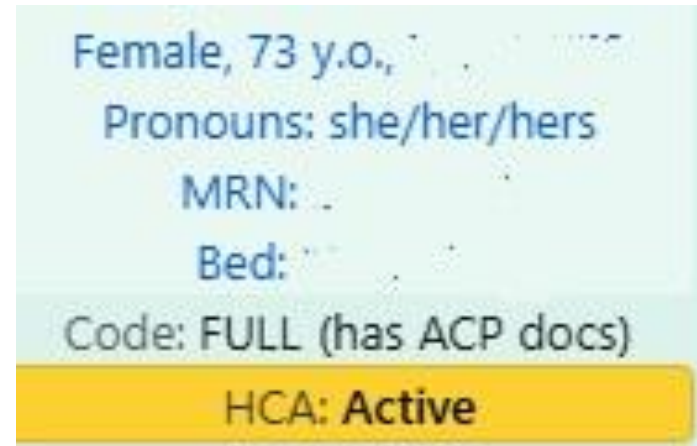 Female, 73 y.o.,
Pronouns: she/her/hers
MRN:
Bed:
Code: FULL (has ACP docs)
HCA: Active